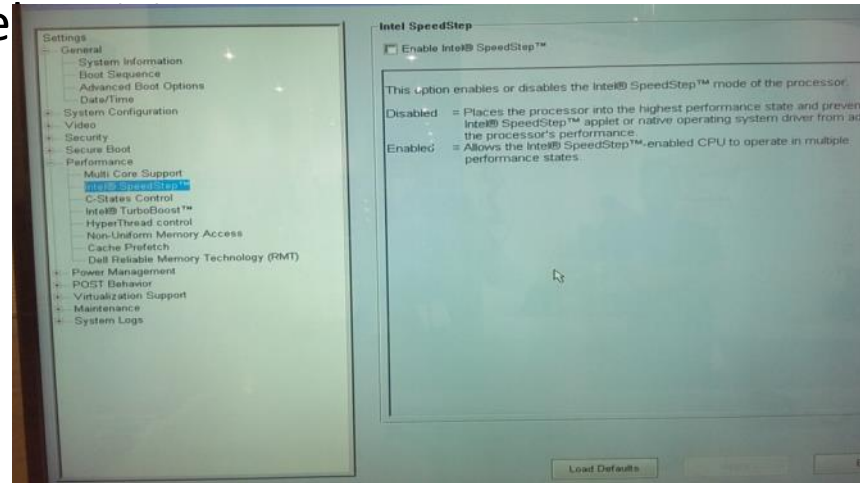 Settings
General
System Information
Boot Sequence
Advanced Boot Options
Date/Time
System Configuration
Video
Security
Secure Boot
Performance
Multi Core Support
Intel® SpeedStep™
C-States Control
Intel® TurboBoost™
HyperThread control
Non-Uniform Memory Access
Cache Prefetch
Dell Reliable Memory Technology (RMT)
Power Management
POST Behavior
Virtualization Support
Maintenance
System Logs
Intel SpeedStep
Enable Intel® SpeedStep™
This option enables or disables the Intel® SpeedStep™ mode of the processor.
Disabled = Places the processor into the highest performance state and preven
Intel® SpeedStep™ applet or native operating system driver from ad
the processor's performance.
Enabled = Allows the Intel® SpeedStep™-enabled CPU to operate in multiple
performance states.
Load Defaults